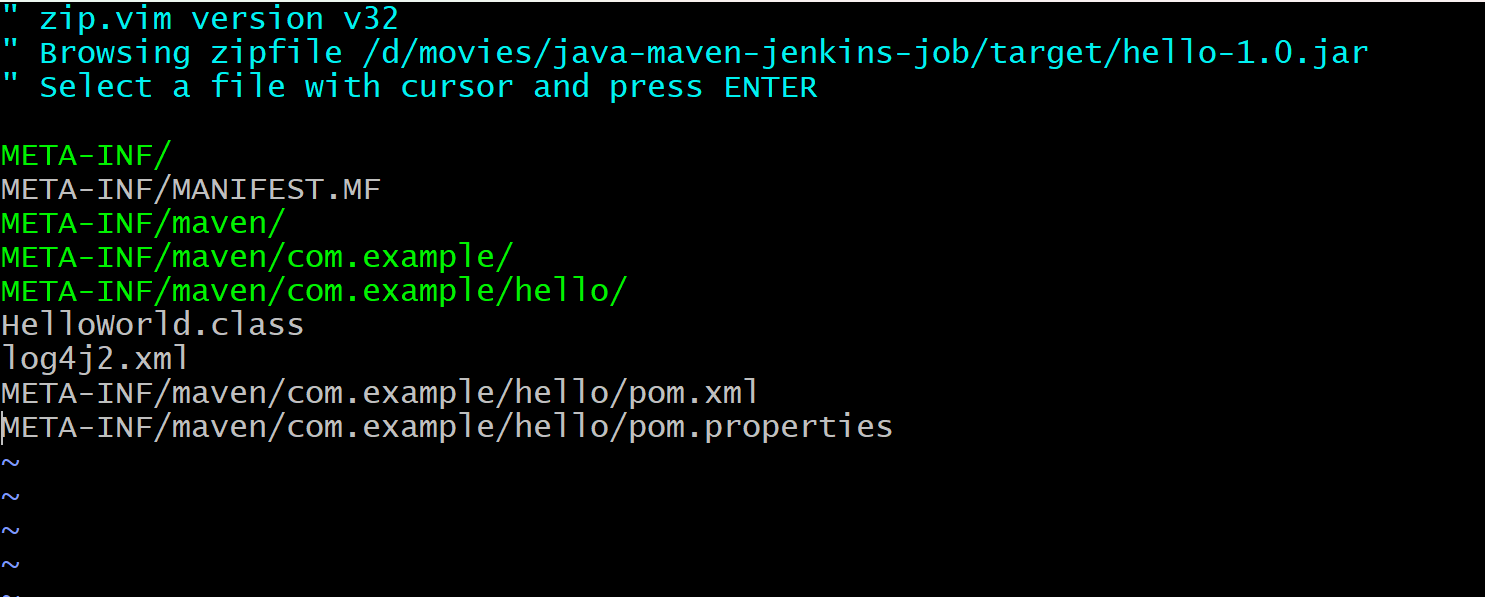 " zip.vim version v32
" Browsing zipfile /d/movies/java-maven-jenkins-job/target/hello-1.0.jar
" Select a file with cursor and press ENTER
META-INF/
META-INF/MANIFEST.MF
META-INF/maven/
META-INF/maven/com.example/
META-INF/maven/com.example/hello/
HelloWorld.class
log4j2.xml
META-INF/maven/com.example/hello/pom.xml
META-INF/maven/com.example/hello/pom.properties
~
~
~
~
~